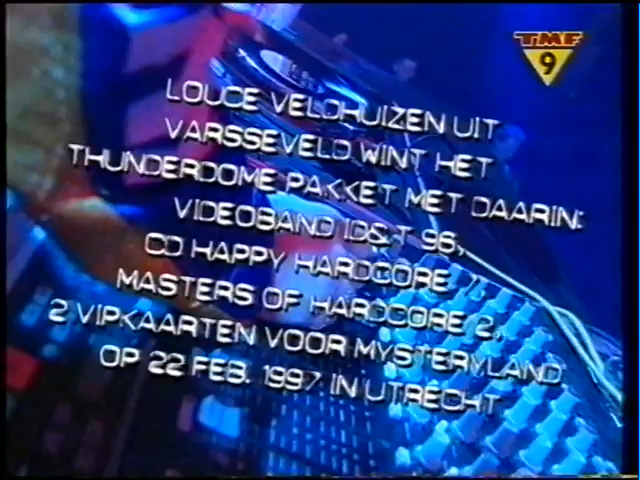 TMF
9
LOUCE VELDHUIZEN UIT
VARSSEVELD WINT HET
THUNDERDOME PAKKET MET DAARIN:
VIDEOBAND ID&T 96,
CD HAPPY HARDCORE 7,
MASTERS OF HARDCORE 2,
2 VIPKAARTEN VOOR MYSTERYLAND
OP 22 FEB. 1997 IN UTRECHT